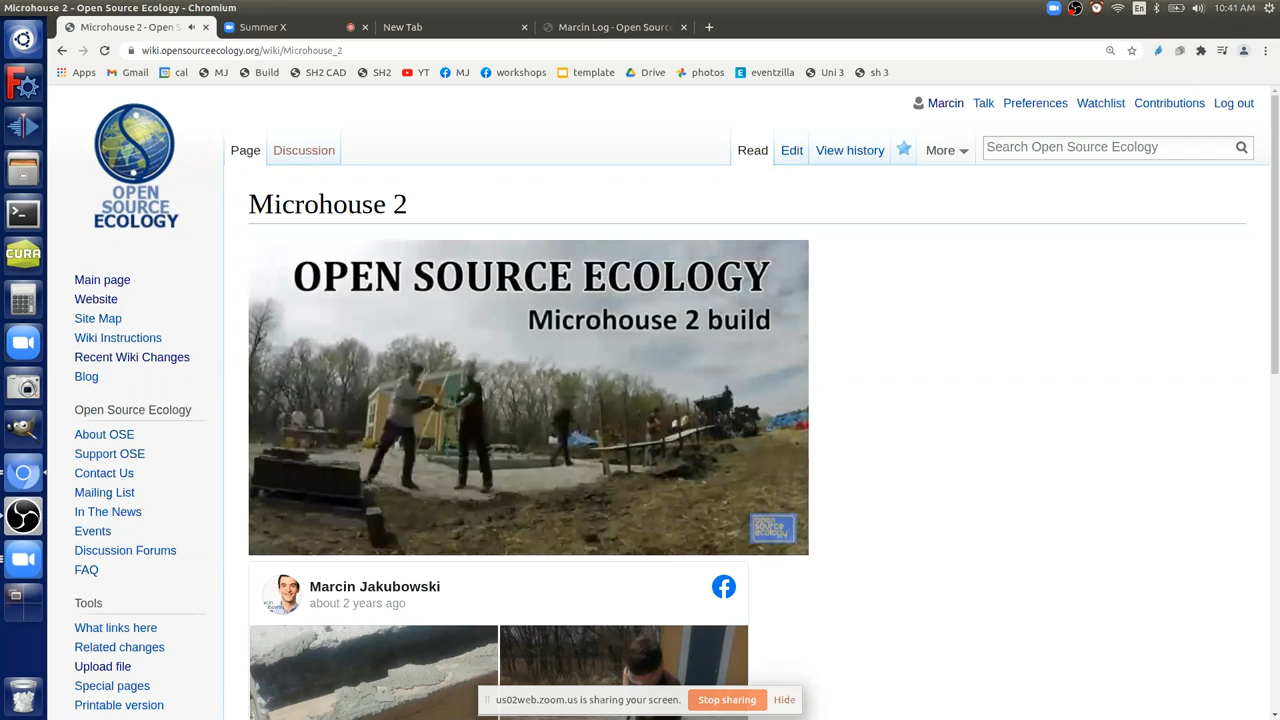 Microhouse 2 - Open Source Ecology - Chromium
En
10:41 AM
Microhouse 2 - Open S
Summer X
New Tab
Marcin Log - Open Source
wiki.opensourceecology.org/wiki/Microhouse_2
Apps Gmail cal MJ Build SH2 CAD SH2 YT MJ workshops template Drive photos eventzilla Uni 3 sh 3
Marcin Talk Preferences Watchlist Contributions Log out
Page Discussion Read Edit View history More Search Open Source Ecology
OPEN
SOURCE
ECOLOGY
Microhouse 2
OPEN SOURCE ECOLOGY
Microhouse 2 build
open
source
ecology
Main page
Website
Site Map
Wiki Instructions
Recent Wiki Changes
Blog
Open Source Ecology
About OSE
Support OSE
Contact Us
Mailing List
In The News
Events
Discussion Forums
FAQ
Tools
What links here
Related changes
Upload file
Special pages
Printable version
CURA
Marcin Jakubowski
about 2 years ago
us02web.zoom.us is sharing your screen. Stop sharing Hide